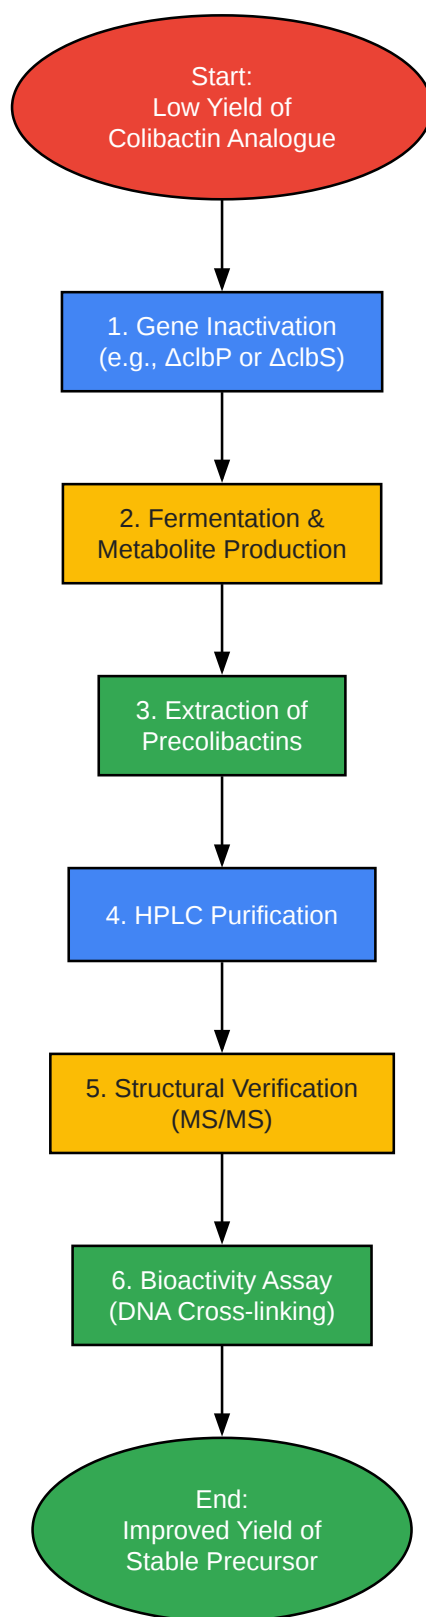 Start:
Low Yield of
Colibactin Analogue
1. Gene Inactivation
(e.g., ΔclbP or ΔclbS)
2. Fermentation &
Metabolite Production
3. Extraction of
Precolibactins
4. HPLC Purification
5. Structural Verification
(MS/MS)
6. Bioactivity Assay
(DNA Cross-linking)
End:
Improved Yield of
Stable Precursor